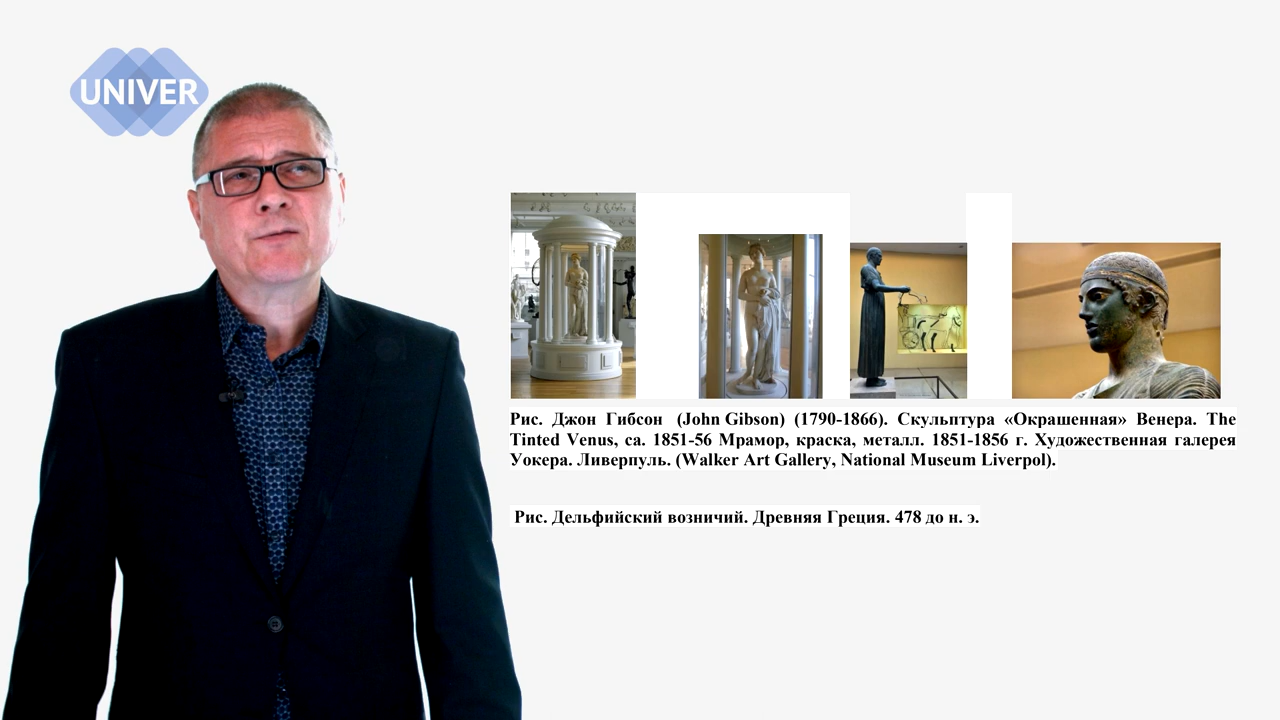 UNIVER
Рис. Джон Гибсон (John Gibson) (1790-1866). Скульптура «Окрашенная» Венера. The
Tinted Venus, ca. 1851-56 Мрамор, краска, металл. 1851-1856 г. Художественная галерея
Уокера. Ливерпуль. (Walker Art Gallery, National Museum Liverpol).
Рис. Дельфийский возничий. Древняя Греция. 478 до н. э.